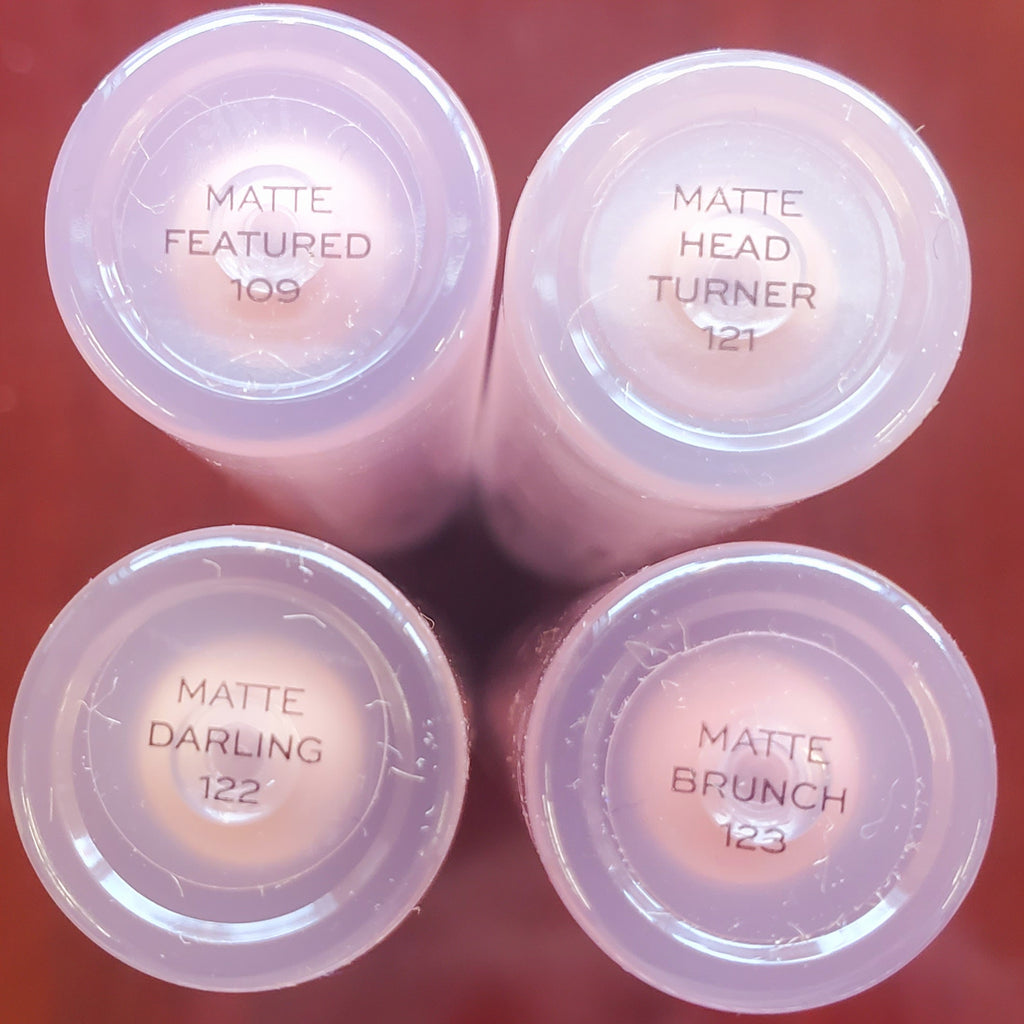 MATTE
FEATURED
109
MATTE
HEAD
TURNER
121
MATTE
DARLING
122
MATTE
BRUNCH
123